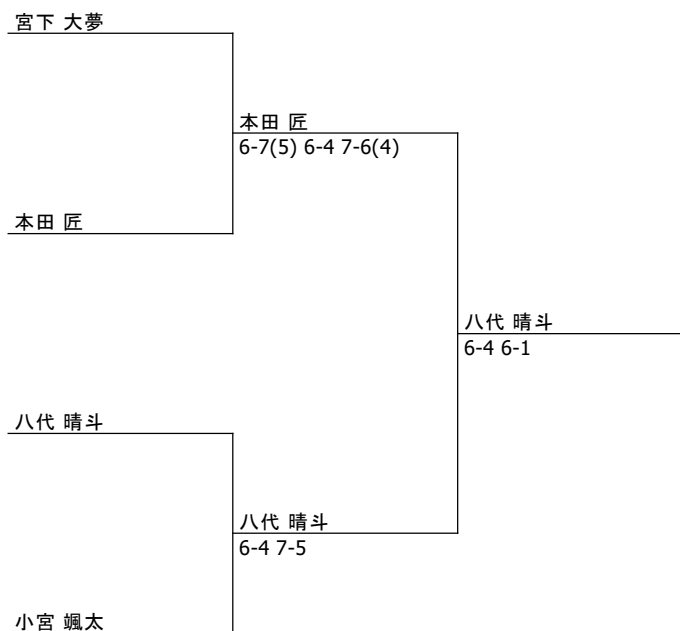 宮下 大夢
本田 匠
6-7(5) 6-4 7-6(4)
本田 匠
八代 晴斗
6-4 6-1
八代 晴斗
八代 晴斗
6-4 7-5
小宮 颯太